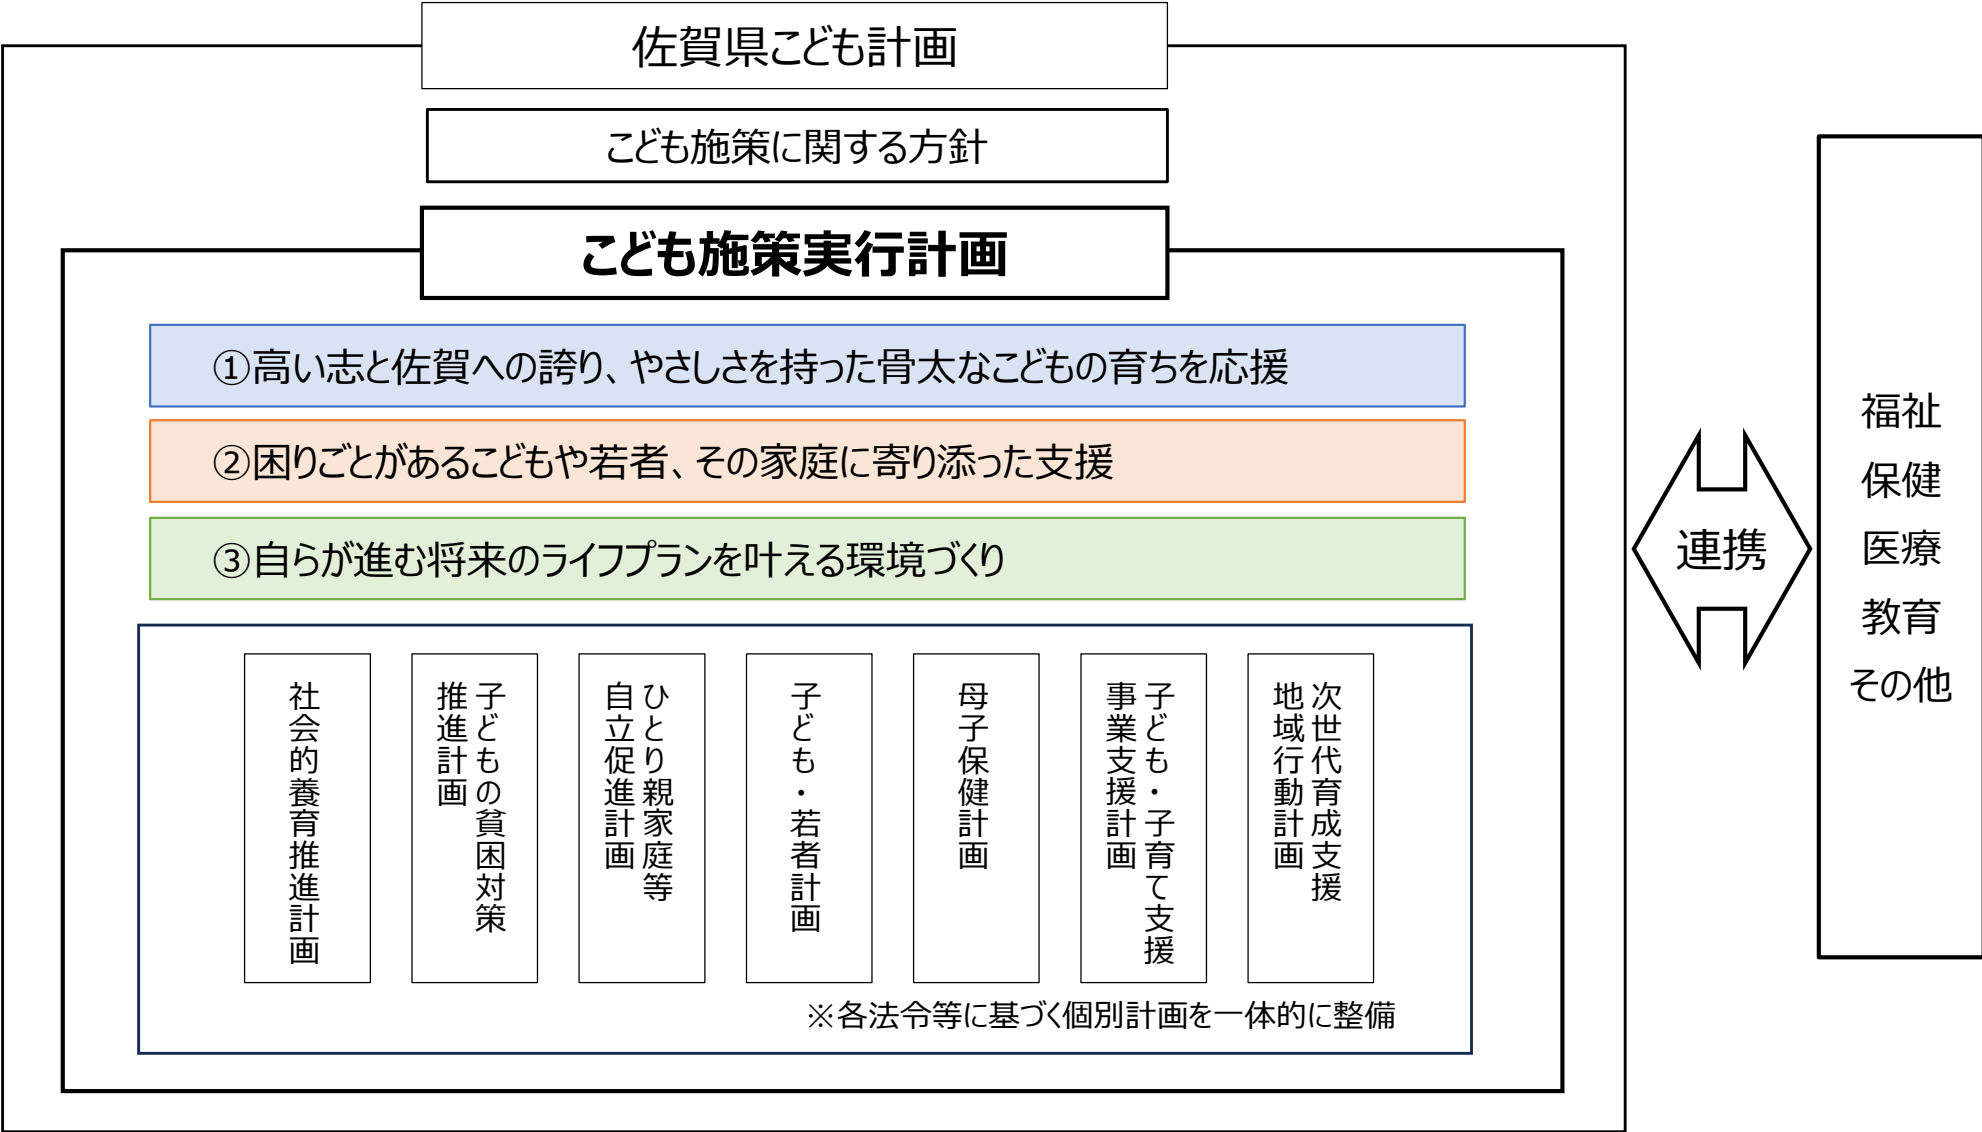 佐賀県こども計画
こども施策に関する方針
こども施策実行計画
①高い志と佐賀への誇り、やさしさを持った骨太なこどもの育ちを応援
②困りごとがあるこどもや若者、その家庭に寄り添った支援
③自らが進む将来のライフプランを叶える環境づくり
次世代育成支援
地域行動計画
子ども・子育て支援
事業支援計画
母子保健計画
子ども・若者計画
ひとり親家庭等
自立促進計画
子どもの貧困対策
推進計画
社会的養育推進計画
※各法令等に基づく個別計画を一体的に整備
連携
福祉
保健
医療
教育
その他